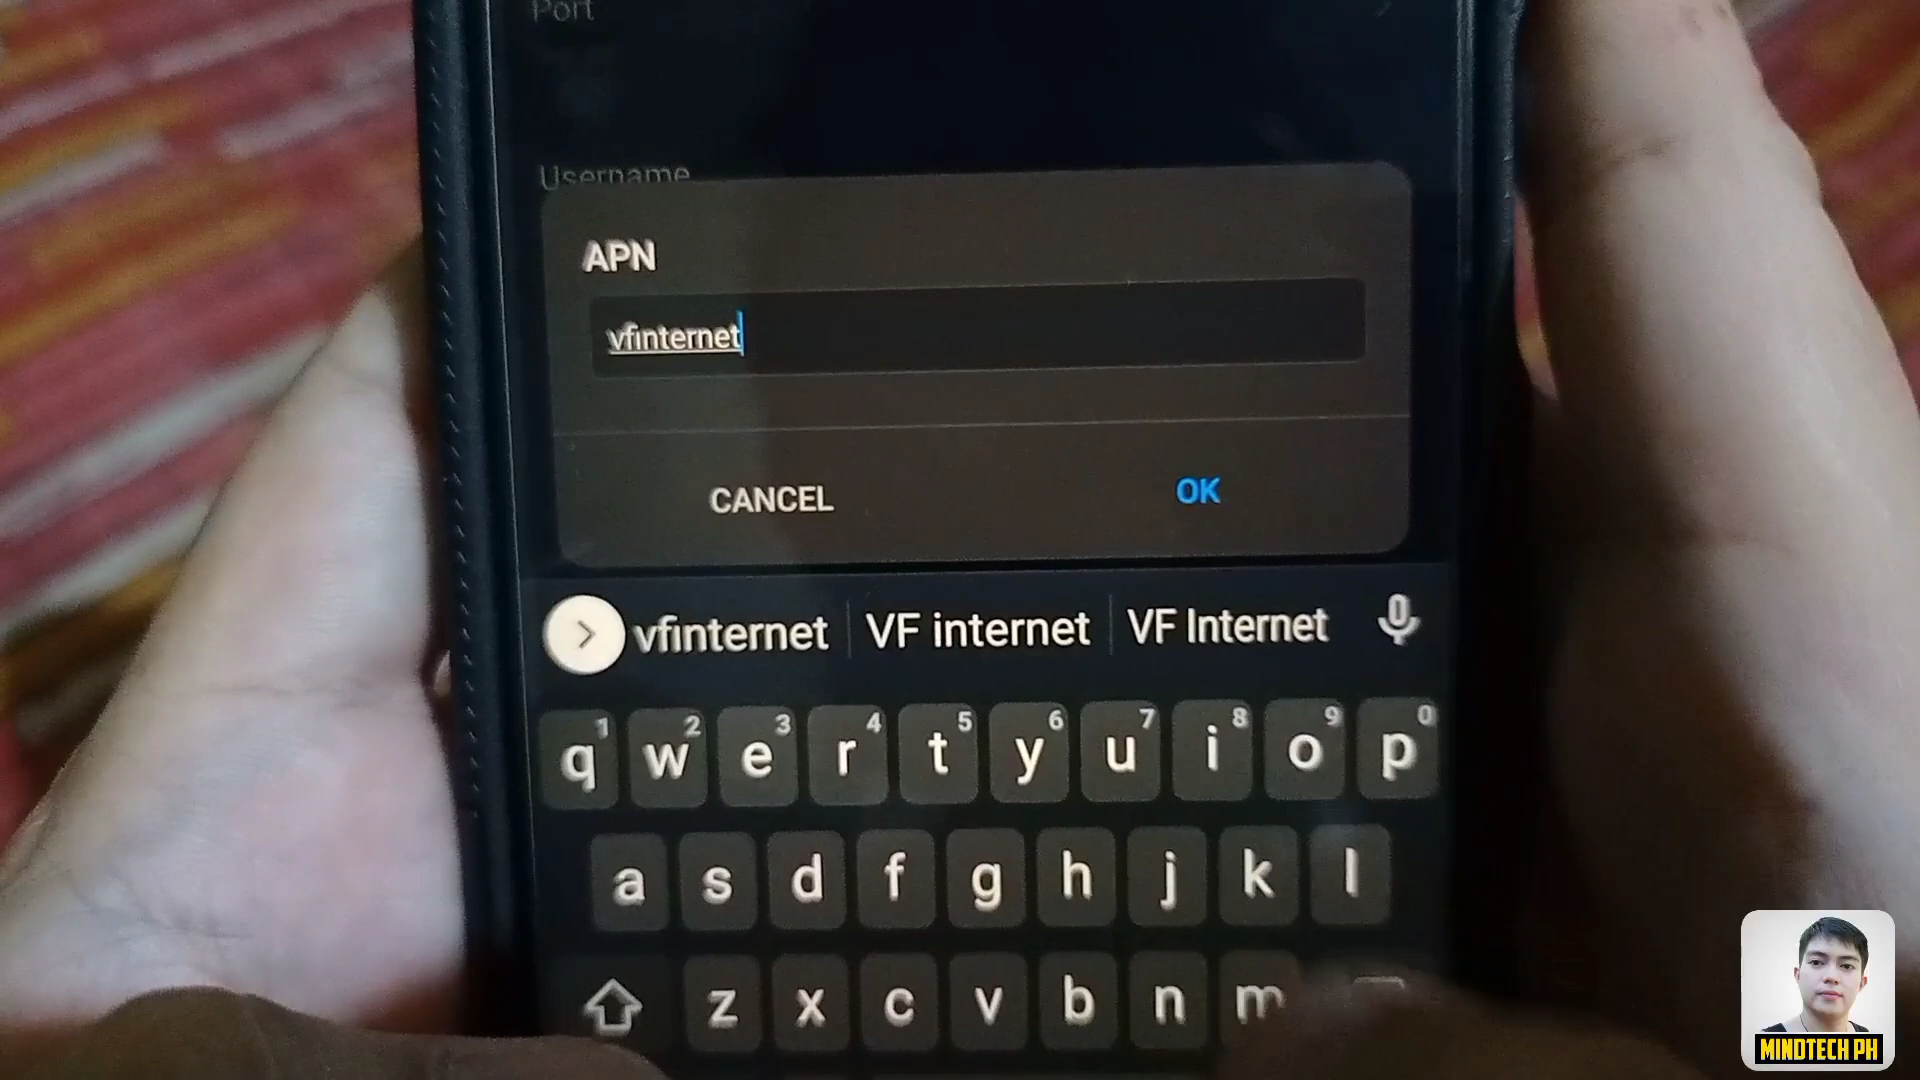 Port
Username
APN
vfinternet
CANCEL
OK
vfinternet VF internet VF Internet
1 2 3 4 5 6 7 8 9 0
q w e r t y u i o p
a s d f g h j k l
z x c v b n m
MINDTECH PH